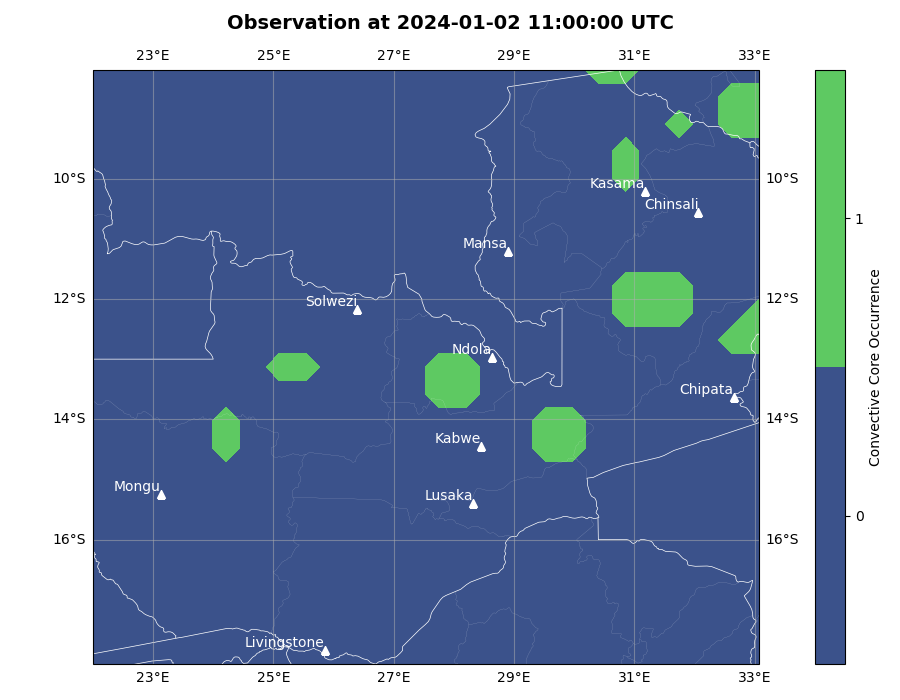 Observation at 2024-01-02 11:00:00 UTC
23°E 25°E 27°E 29°E 31°E 33°E
10°S 10°S
Kasama
Chinsali
1
Mansa
12°S 12°S
Solwezi
Ndola
Chipata
14°S 14°S
Kabwe
Mongu
Lusaka
0
16°S 16°S
Livingstone
23°E 25°E 27°E 29°E 31°E 33°E
Convective Core Occurrence